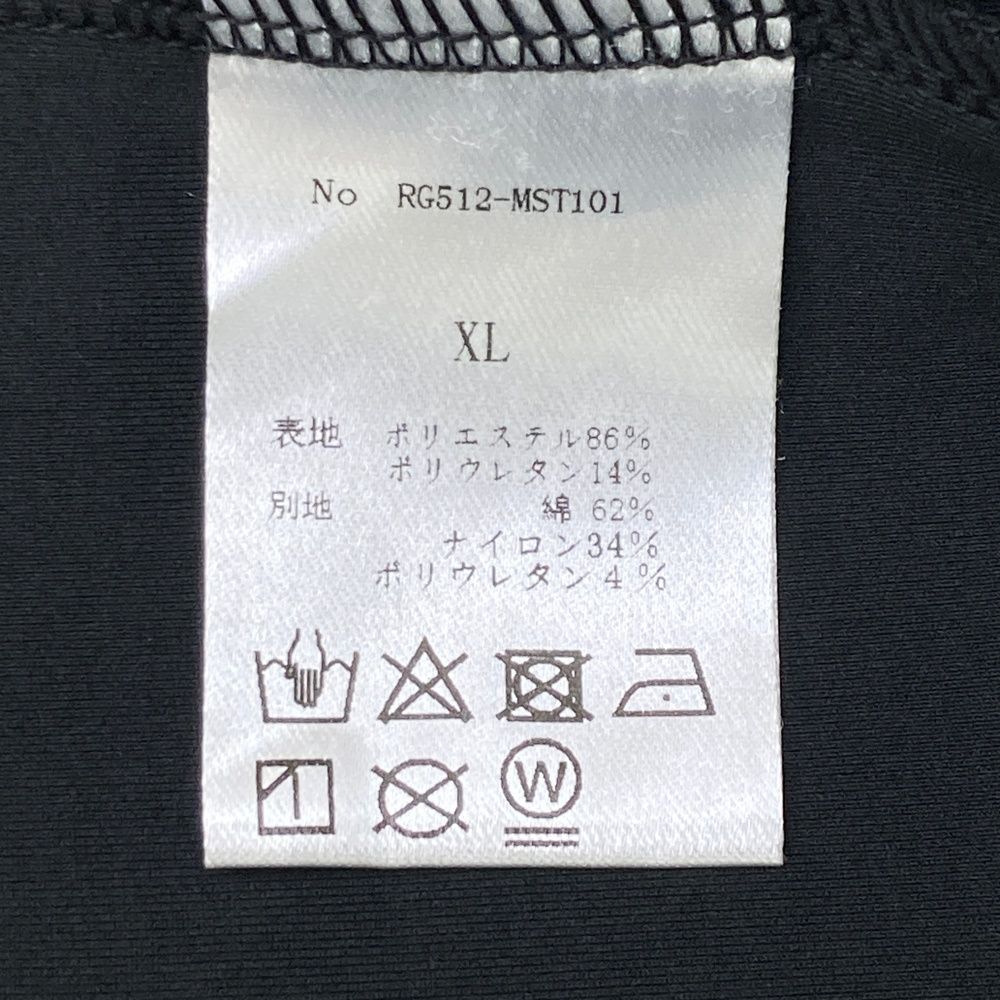 No RG512-MST101
XL
表地 ポリエステル86%
ポリウレタン14%
別地 綿 62%
ナイロン34%
ポリウレタン4%
W